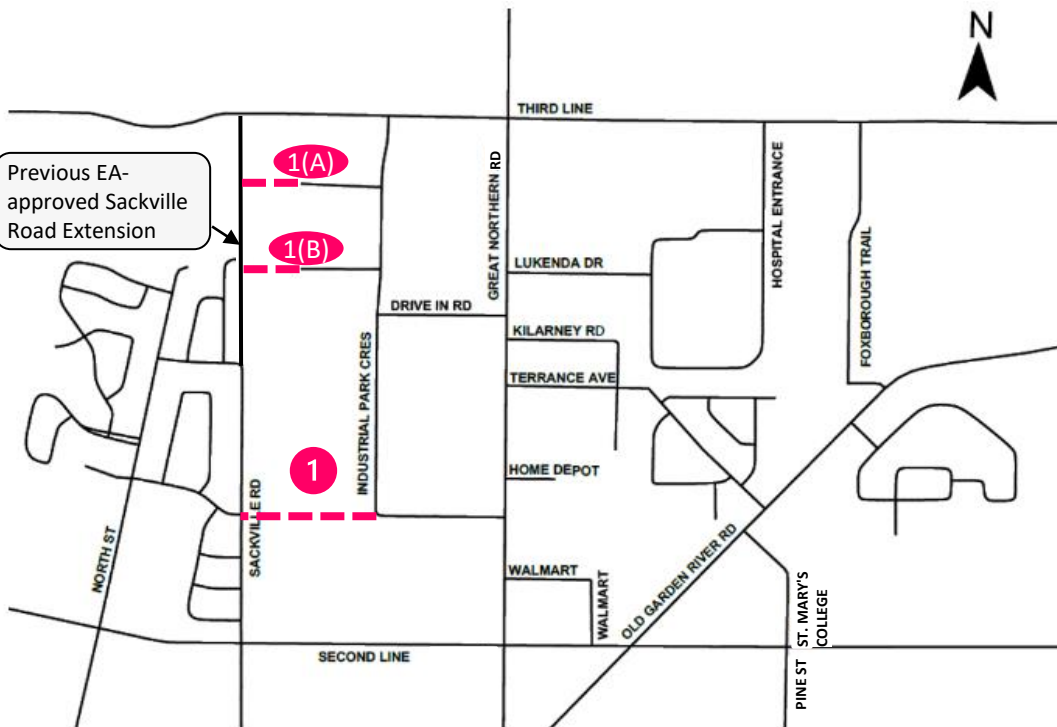 N
THIRD LINE
1(A)
Previous EA-
approved Sackville
Road Extension
1(B)
GREAT NORTHERN RD
HOSPITAL ENTRANCE
LUKENDA DR
FOXBOROUGH TRAIL
DRIVE IN RD
KILARNEY RD
TERRANCE AVE
INDUSTRIAL PARK CRES
1
HOME DEPOT
SACKVILLE RD
NORTH ST
WALMART
WALMART
OLD GARDEN RIVER RD
ST. MARY'S
COLLEGE
SECOND LINE
PINE ST